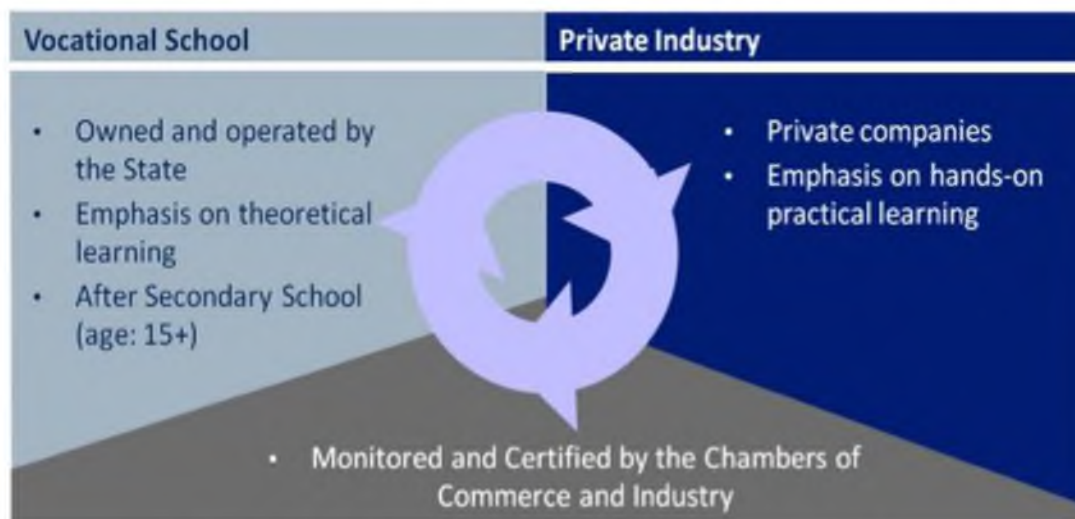 Vocational School
Private Industry
• Owned and operated by
the State
• Emphasis on theoretical
learning
• After Secondary School
(age: 15+)
• Private companies
• Emphasis on hands-on
practical learning
• Monitored and Certified by the Chambers of
Commerce and Industry